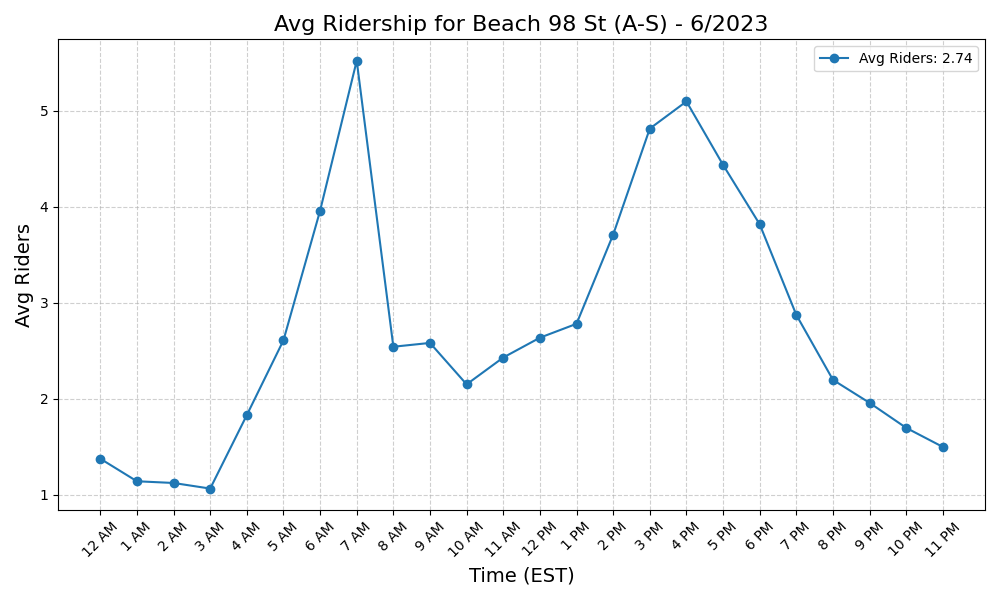 Avg Ridership for Beach 98 St (A-S) - 6/2023
Avg Riders: 2.74
Avg Riders
5
4
3
2
1
12 AM 1 AM 2 AM 3 AM 4 AM 5 AM 6 AM 7 AM 8 AM 9 AM 10 AM 11 AM 12 PM 1 PM 2 PM 3 PM 4 PM 5 PM 6 PM 7 PM 8 PM 9 PM 10 PM 11 PM
Time (EST)